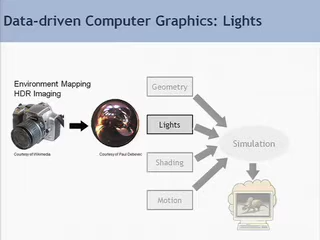 Data-driven Computer Graphics: Lights
Environment Mapping
HDR Imaging
Geometry
Lights
Shading
Motion
Simulation
Courtesy of Wikimedia
Courtesy of Paul Debevec